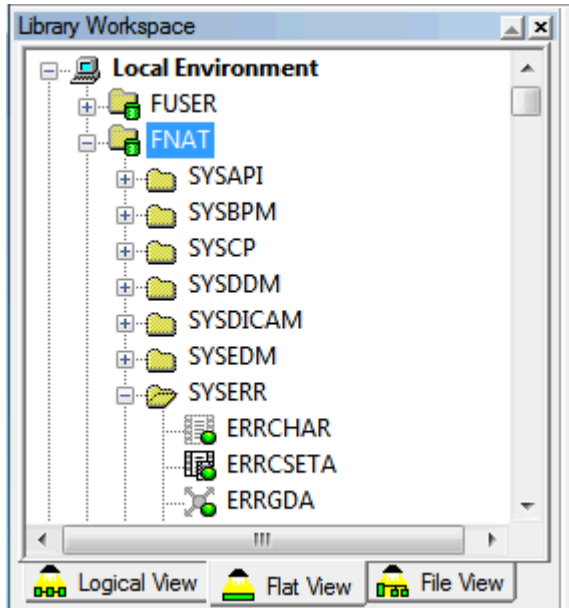 Library Workspace
Local Environment
FUSER
FNAT
SYSAPI
SYSBPM
SYSCP
SYSDDM
SYSDICAM
SYSEDM
SYSERR
ERRCHAR
ERRCSETA
ERRGDA
Logical View Flat View File View